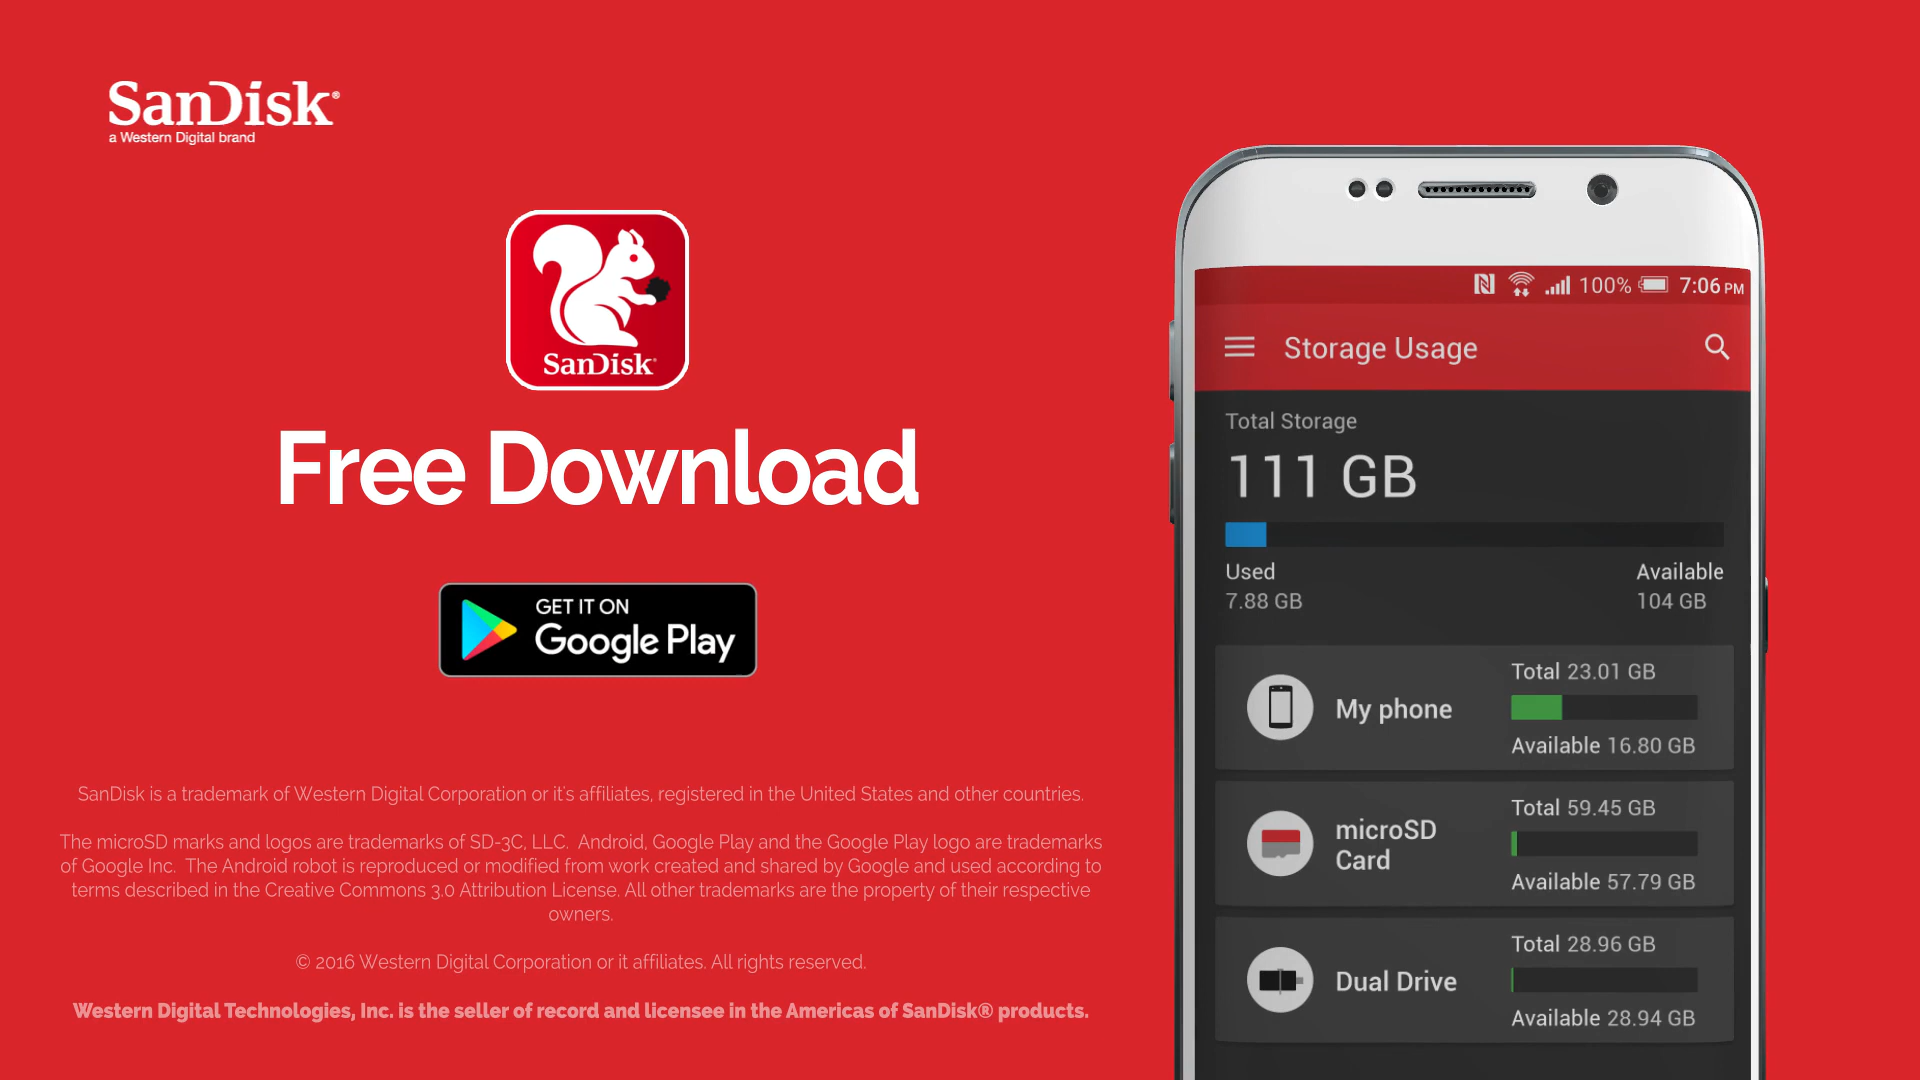 SanDisk®
a Western Digital brand
SanDisk®
Free Download
GET IT ON
Google Play
SanDisk is a trademark of Western Digital Corporation or it's affiliates, registered in the United States and other countries.
The microSD marks and logos are trademarks of SD-3C, LLC. Android, Google Play and the Google Play logo are trademarks
of Google Inc. The Android robot is reproduced or modified from work created and shared by Google and used according to
terms described in the Creative Commons 3.0 Attribution License. All other trademarks are the property of their respective
owners.
© 2016 Western Digital Corporation or it affiliates. All rights reserved.
Western Digital Technologies, Inc. is the seller of record and licensee in the Americas of SanDisk® products.
100% 7:06 PM
Storage Usage
Total Storage
111 GB
Used Available
7.88 GB 104 GB
Total 23.01 GB
My phone
Available 16.80 GB
Total 59.45 GB
microSD
Card
Available 57.79 GB
Total 28.96 GB
Dual Drive
Available 28.94 GB